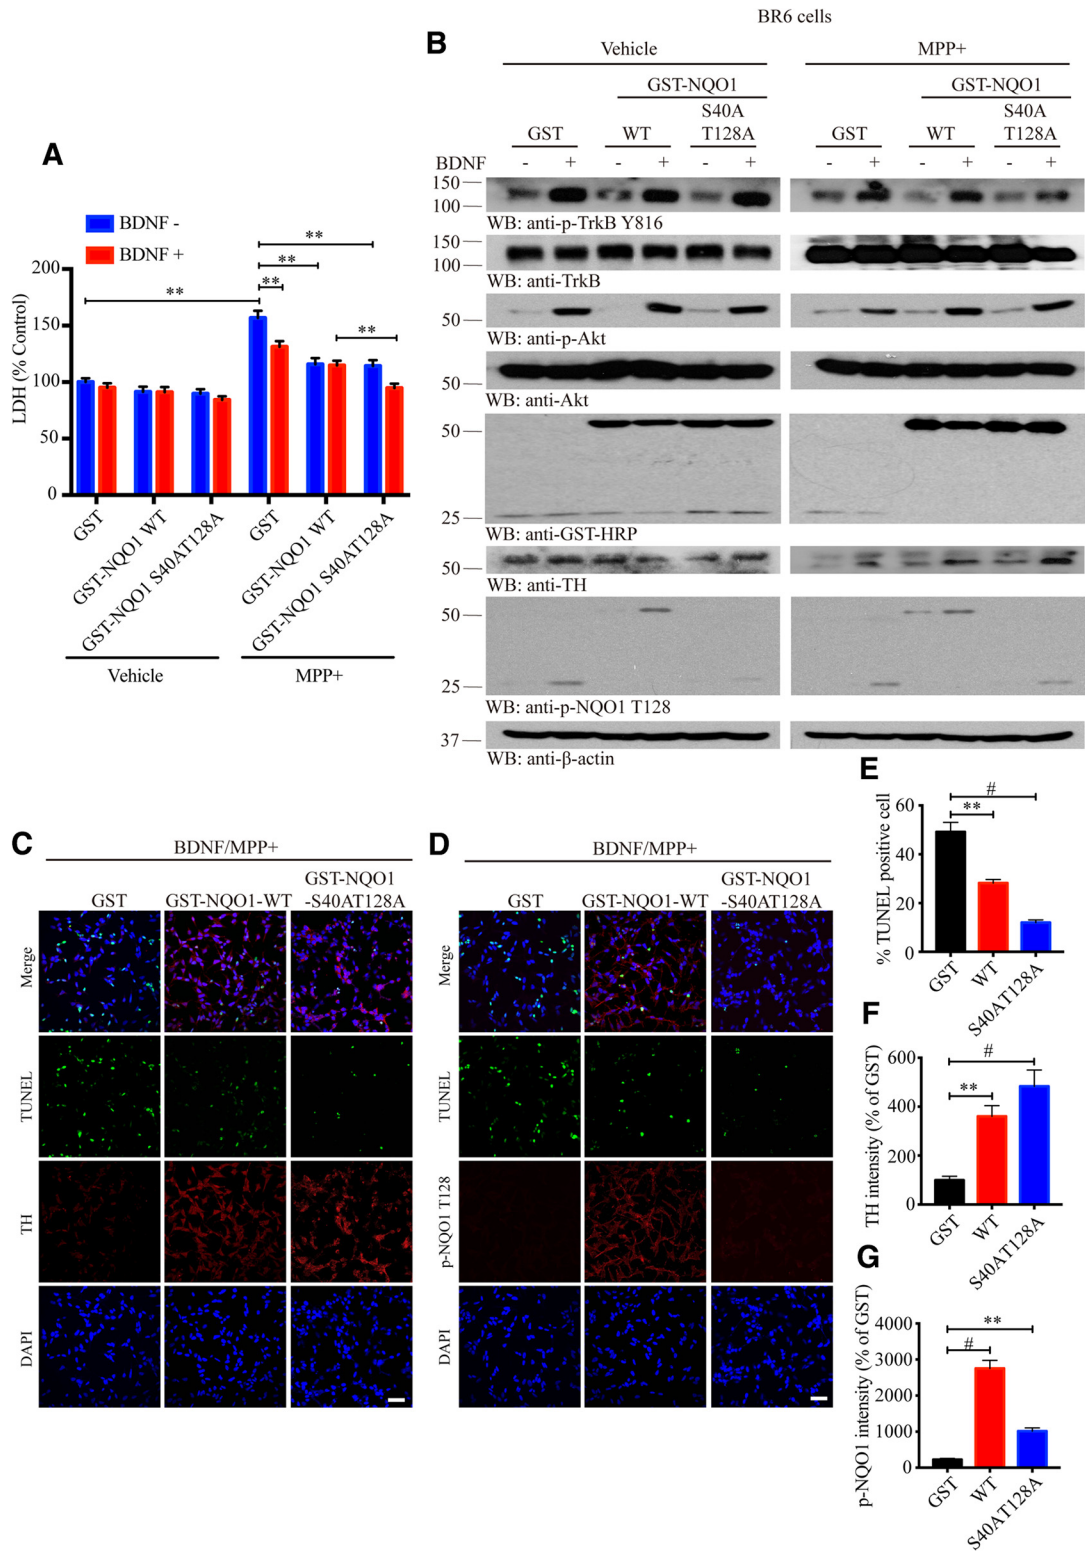 A
BDNF -
BDNF +
**
**
**
**
**
LDH (% Control)
200
150
100
50
0
GST
GST-NQO1 WT
GST-NQO1 S40AT128A
GST
GST-NQO1 WT
GST-NQO1 S40AT128A
Vehicle
MPP+
B
BR6 cells
Vehicle
MPP+
GST-NQO1
GST-NQO1
GST
WT
S40A
T128A
GST
WT
S40A
T128A
BDNF - + - + - + - + - + - +
150
100
WB: anti-p-TrkB Y816
150
100
WB: anti-TrkB
50
WB: anti-p-Akt
50
WB: anti-Akt
50
25
WB: anti-GST-HRP
50
WB: anti-TH
50
25
WB: anti-p-NQO1 T128
37
WB: anti-β-actin
C
BDNF/MPP+
GST
GST-NQO1-WT
GST-NQO1
-S40AT128A
Merge
TUNEL
TH
DAPI
D
BDNF/MPP+
GST
GST-NQO1-WT
GST-NQO1
-S40AT128A
Merge
TUNEL
p-NQO1 T128
DAPI
E
% TUNEL positive cell
60
40
20
0
#
**
GST
WT
S40AT128A
F
TH intensity (% of GST)
600
400
200
0
#
**
GST
WT
S40AT128A
G
p-NQO1 intensity (% of GST)
4000
3000
2000
1000
0
**
#
GST
WT
S40AT128A